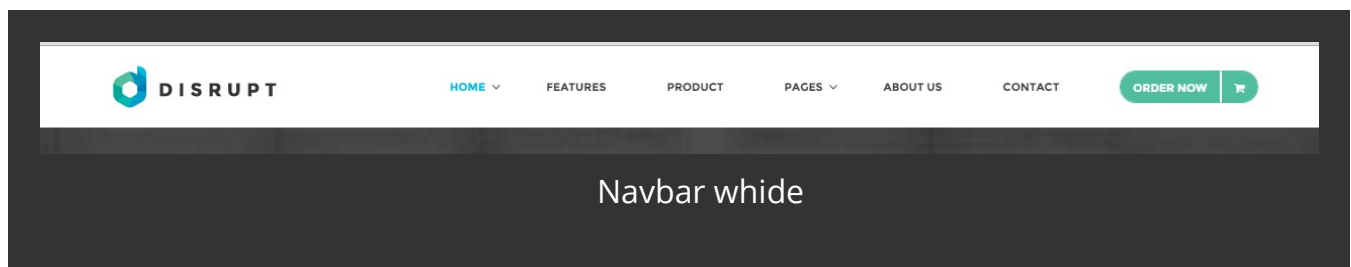 DISRUPT HOME FEATURES PRODUCT PAGES ABOUT US CONTACT ORDER NOW
Navbar whide